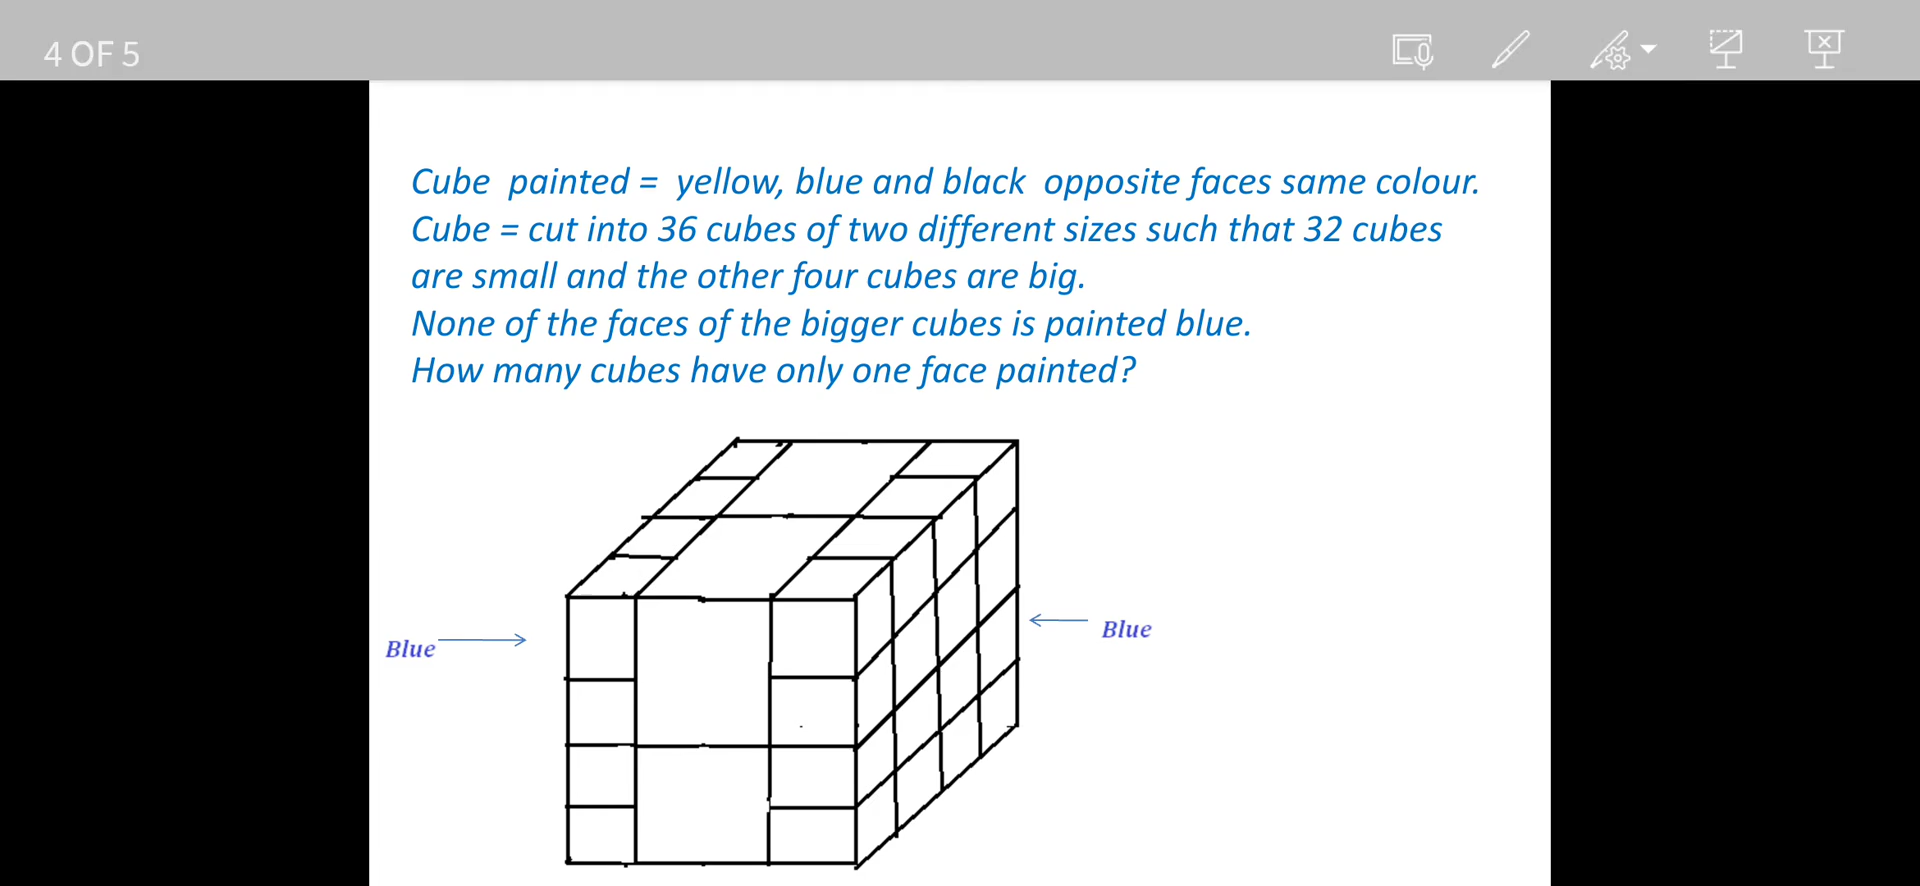 4 OF 5
Cube painted = yellow, blue and black opposite faces same colour.
Cube = cut into 36 cubes of two different sizes such that 32 cubes
are small and the other four cubes are big.
None of the faces of the bigger cubes is painted blue.
How many cubes have only one face painted?
Blue
Blue